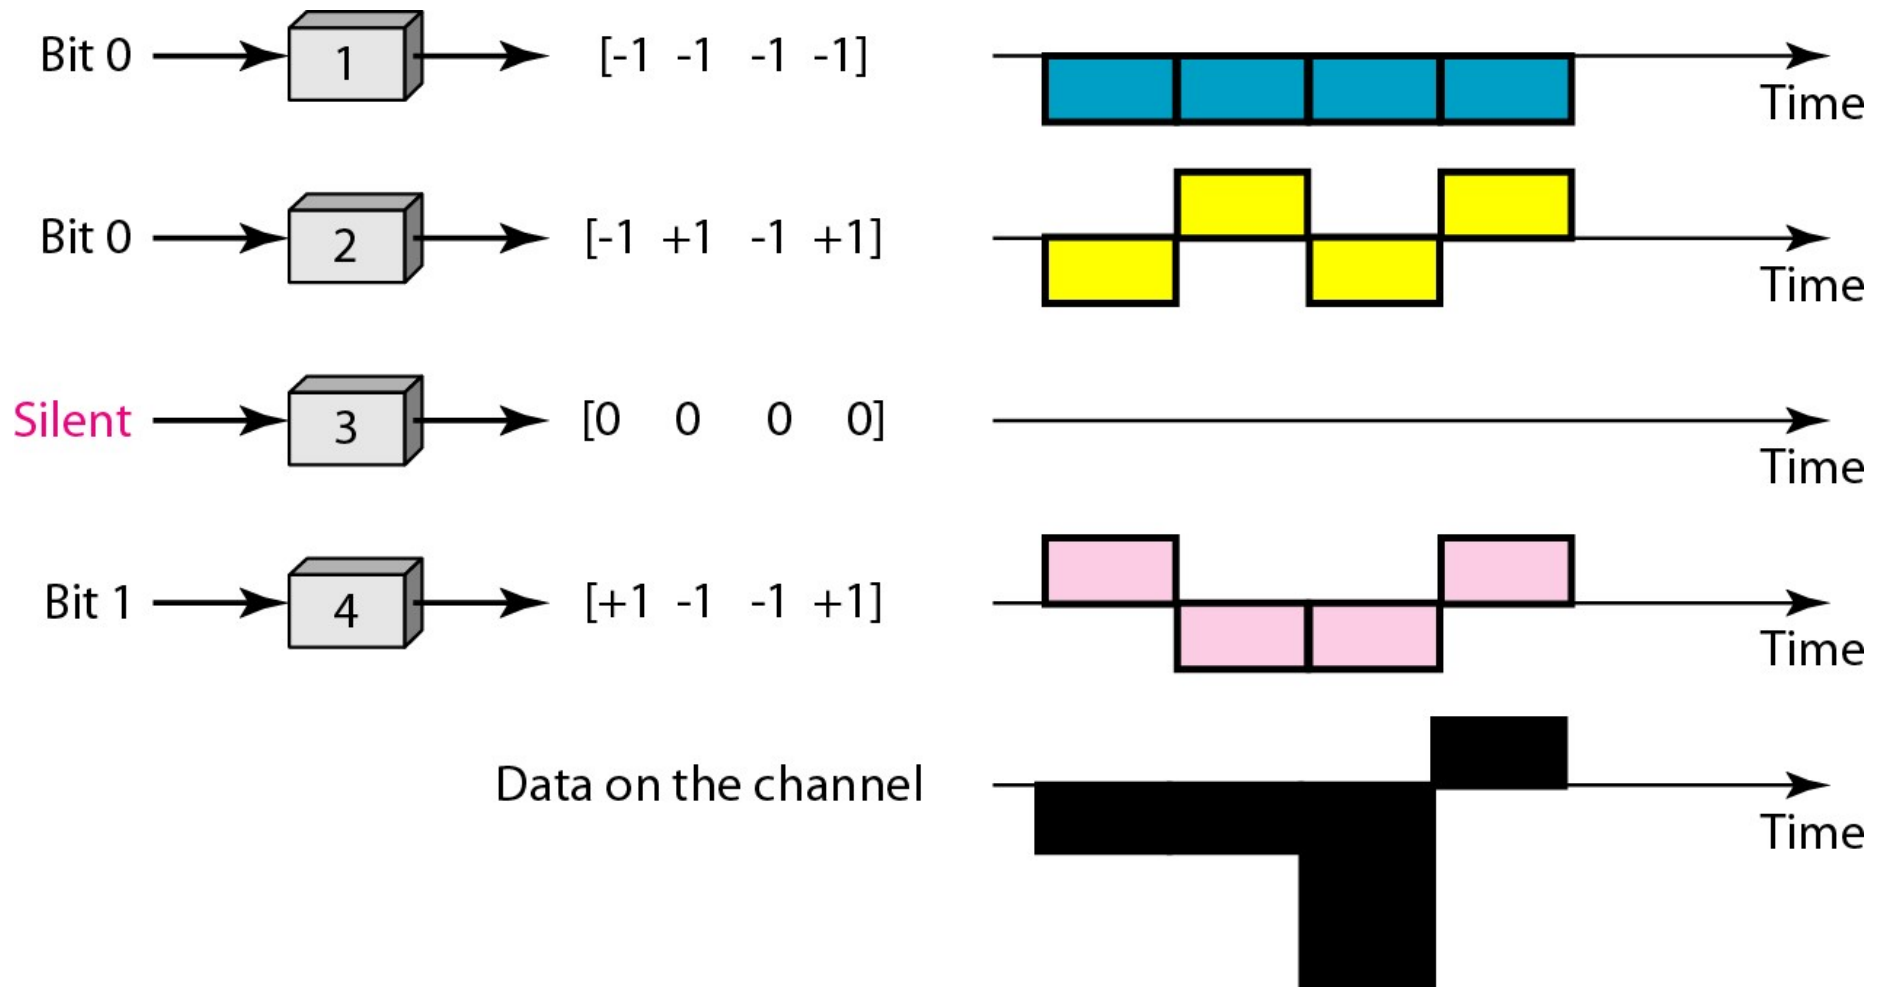 Bit 0 1 [-1 -1 -1 -1]
Time
Bit 0 2 [-1 +1 -1 +1]
Time
Silent 3 [0 0 0 0]
Time
Bit 1 4 [+1 -1 -1 +1]
Time
Data on the channel
Time